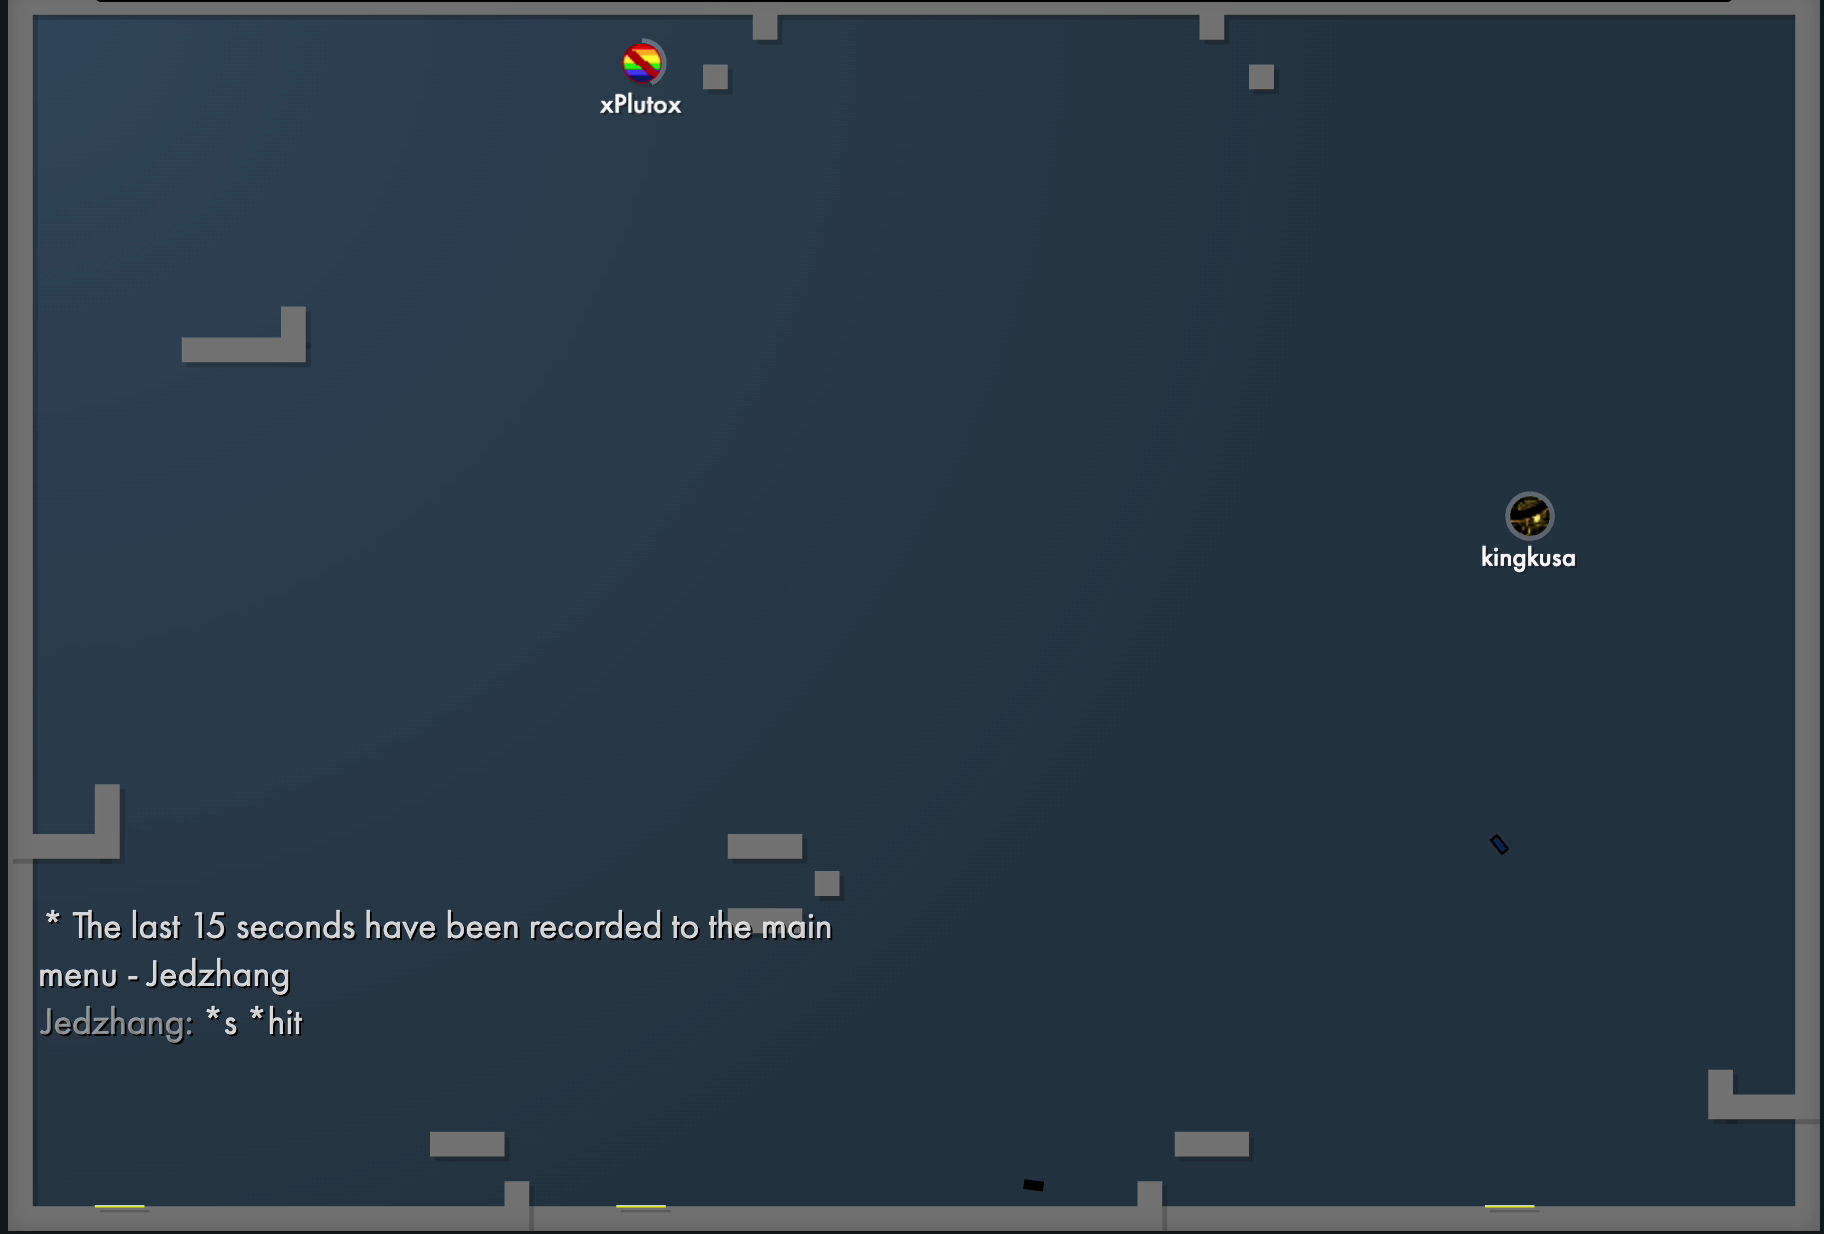 xPlutox
kingkusa
* The last 15 seconds have been recorded to the main
menu - Jedzhang
Jedzhang: *s *hit